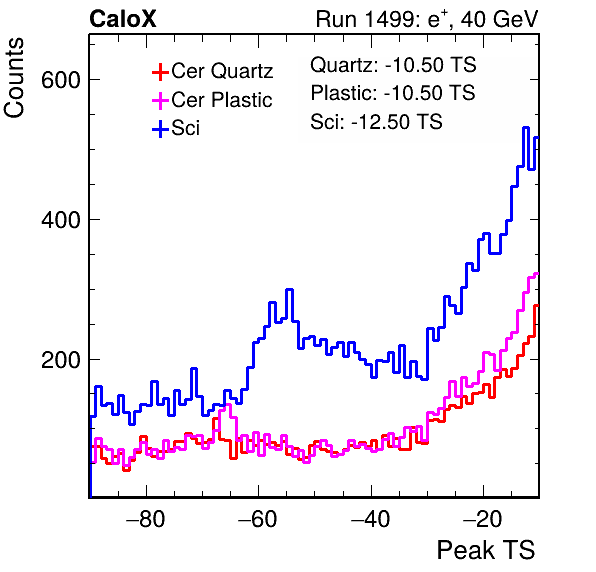 CaloX
Run 1499: e+, 40 GeV
Counts
Cer Quartz
Cer Plastic
Sci
Quartz: -10.50 TS
Plastic: -10.50 TS
Sci: -12.50 TS
600
400
200
−80
−60
−40
−20
Peak TS